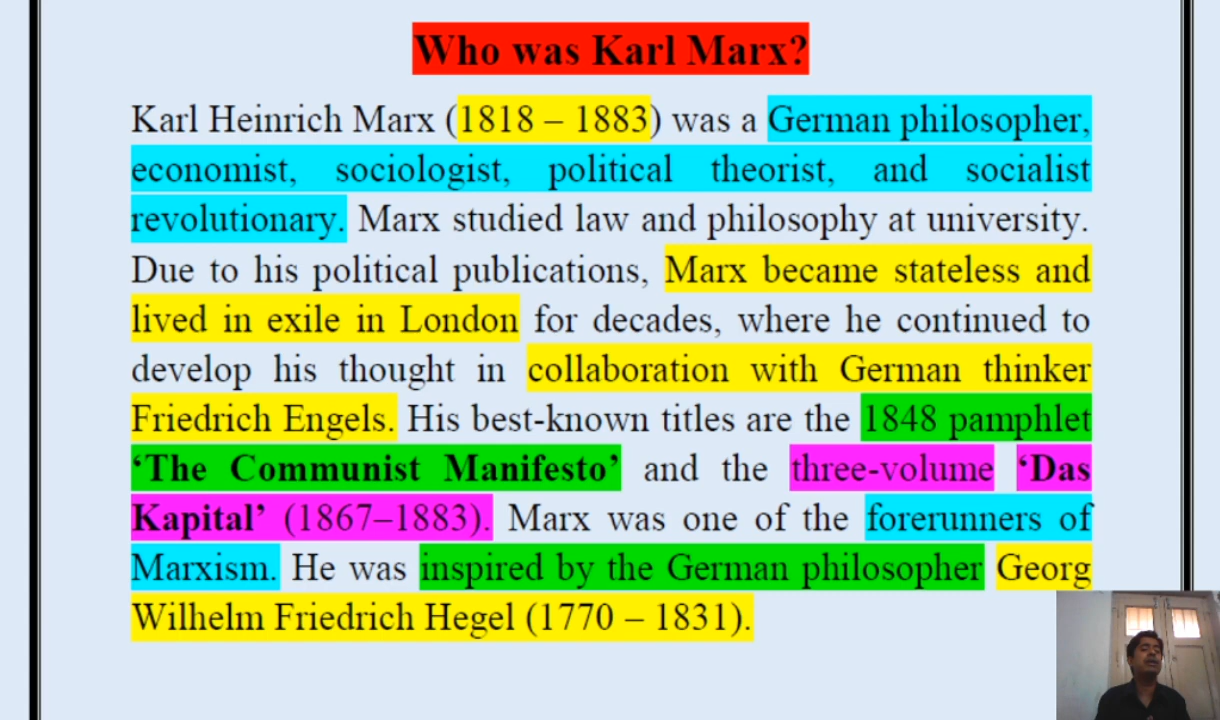 Who was Karl Marx?
Karl Heinrich Marx (1818 – 1883) was a German philosopher,
economist, sociologist, political theorist, and socialist
revolutionary. Marx studied law and philosophy at university.
Due to his political publications, Marx became stateless and
lived in exile in London for decades, where he continued to
develop his thought in collaboration with German thinker
Friedrich Engels. His best-known titles are the 1848 pamphlet
‘The Communist Manifesto’ and the three-volume ‘Das
Kapital’ (1867–1883). Marx was one of the forerunners of
Marxism. He was inspired by the German philosopher Georg
Wilhelm Friedrich Hegel (1770 – 1831).